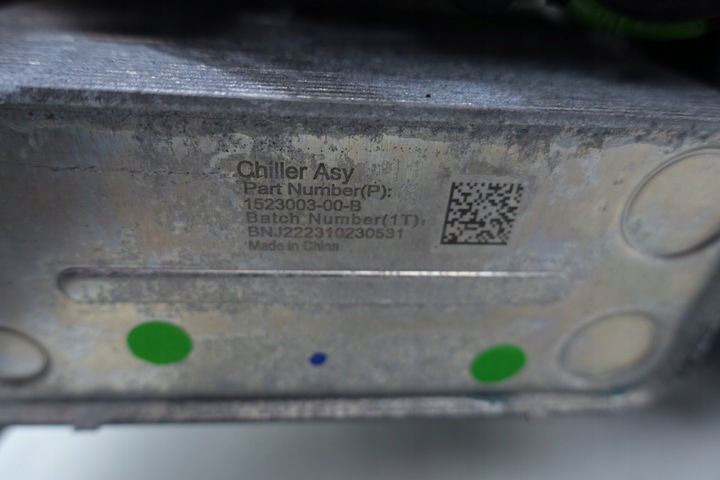 Chiller Asy
Part Number(P):
1523003-00-B
Batch Number(1T):
BNJ222310230531
Made in China